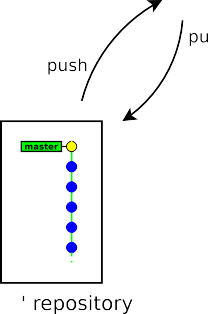 push
pu
master
' repository